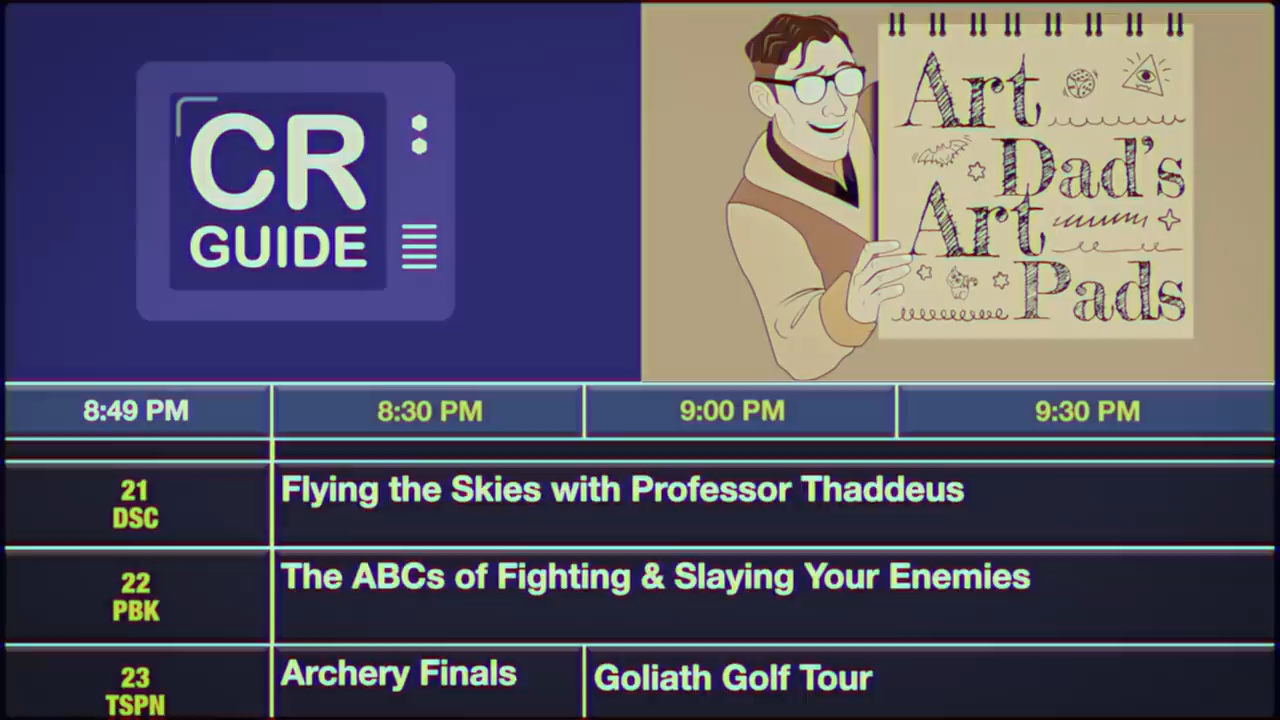 CR
GUIDE
Art
Dad's
Art
Pads
8:49 PM
8:30 PM
9:00 PM
9:30 PM
21
DSC
Flying the Skies with Professor Thaddeus
22
PBK
The ABCs of Fighting & Slaying Your Enemies
23
TSPN
Archery Finals
Goliath Golf Tour